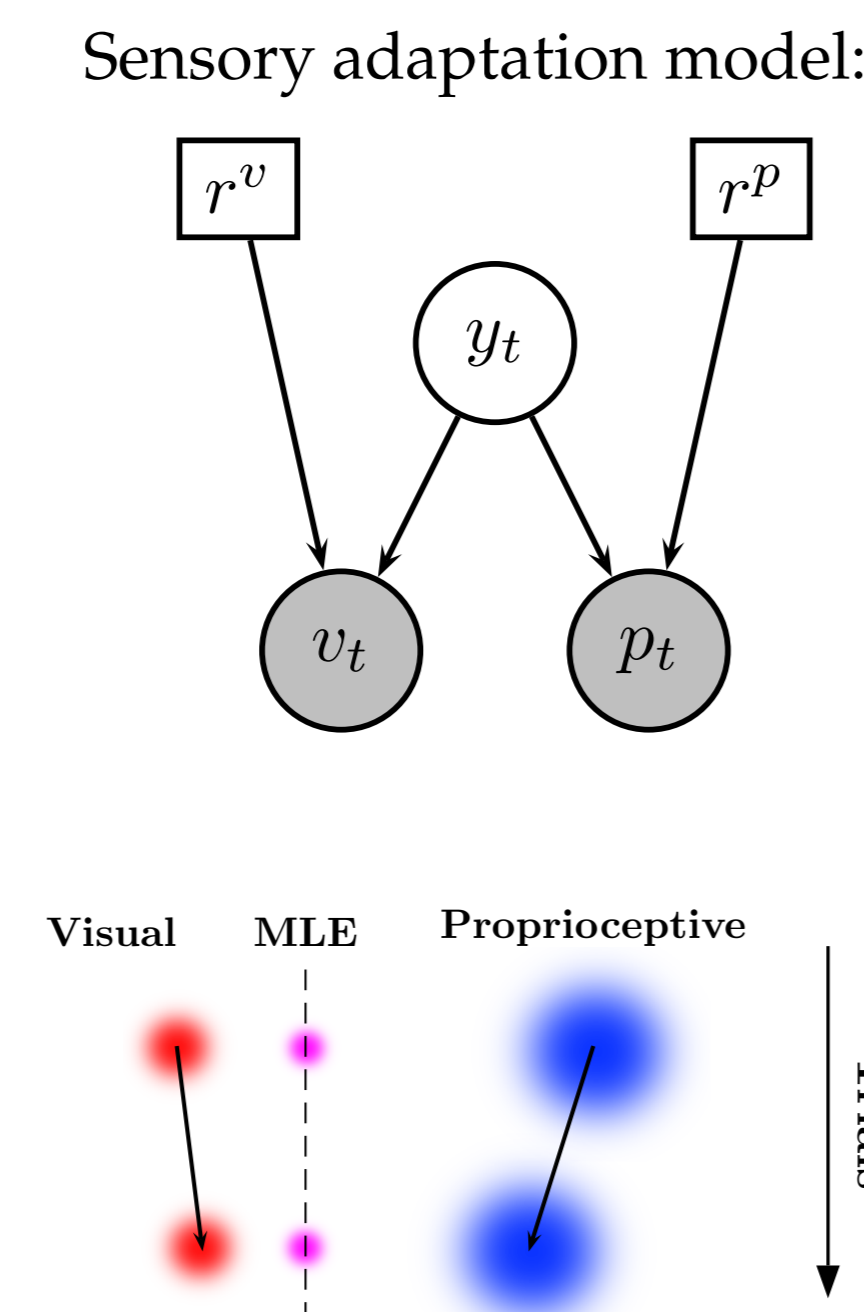 Sensory adaptation model:
r^v r^p
y_t
v_t p_t
Visual MLE Proprioceptive